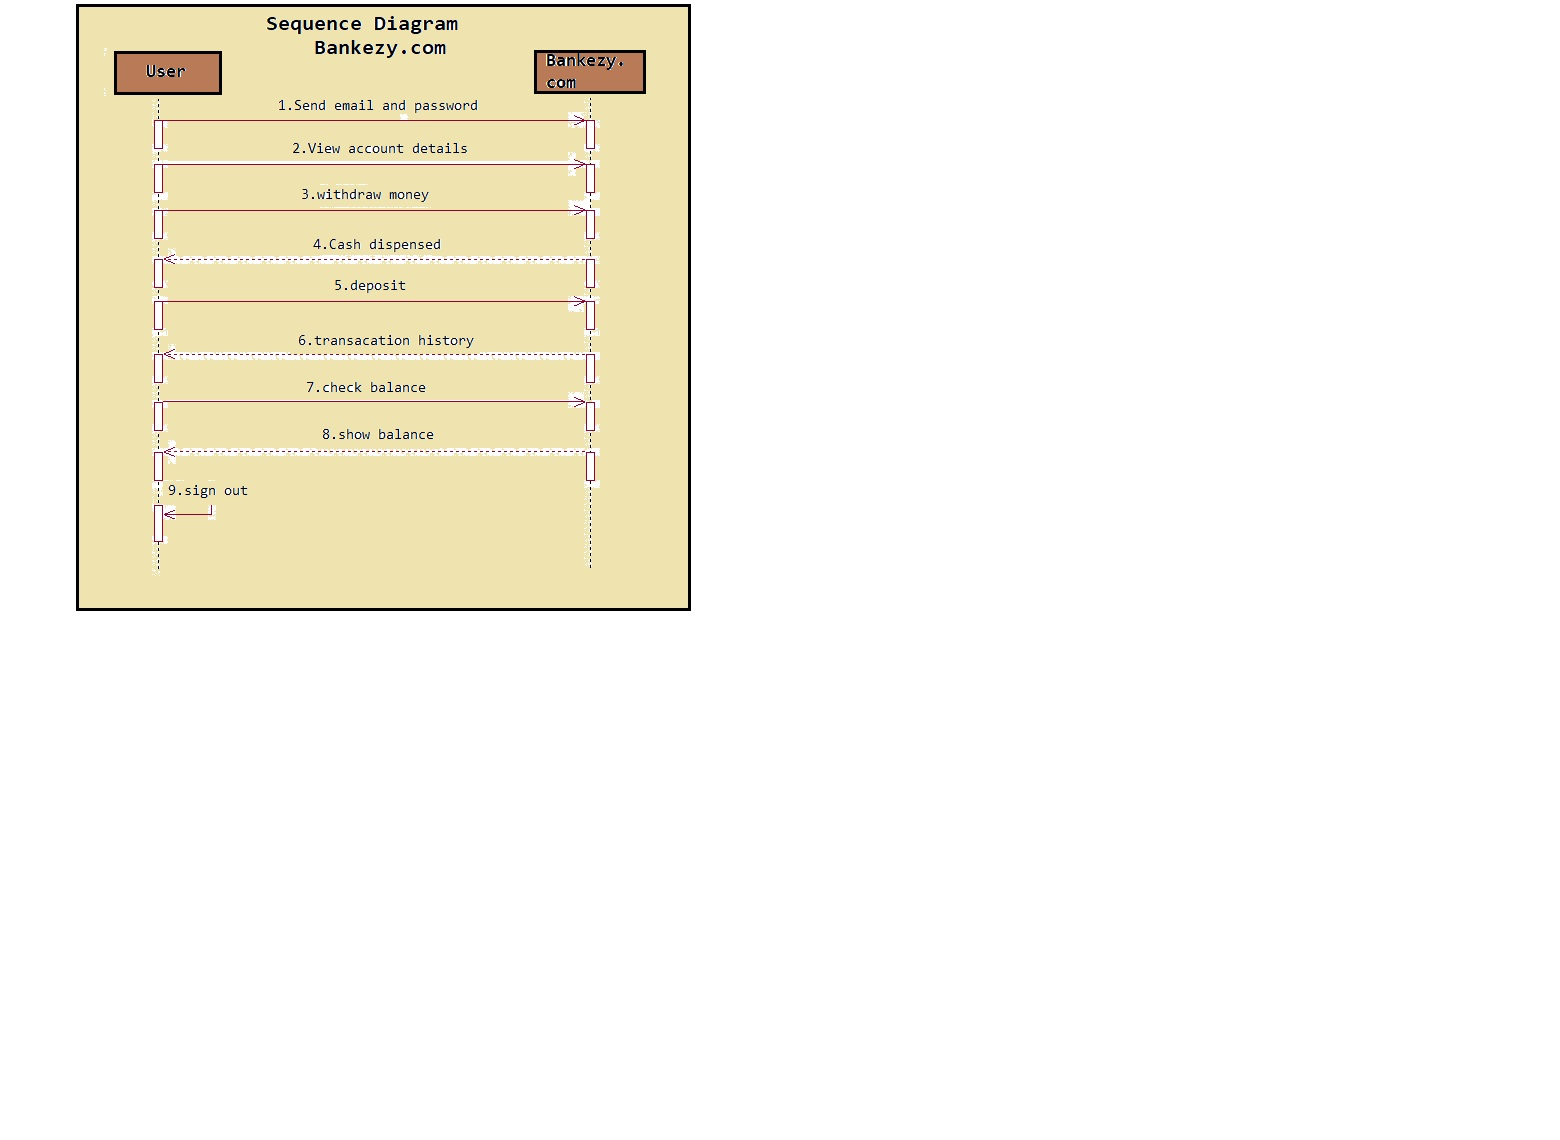 Sequence Diagram
Bankezy.com
User
Bankezy.
com
1.Send email and password
2.View account details
3.withdraw money
4.Cash dispensed
5.deposit
6.transacation history
7.check balance
8.show balance
9.sign out